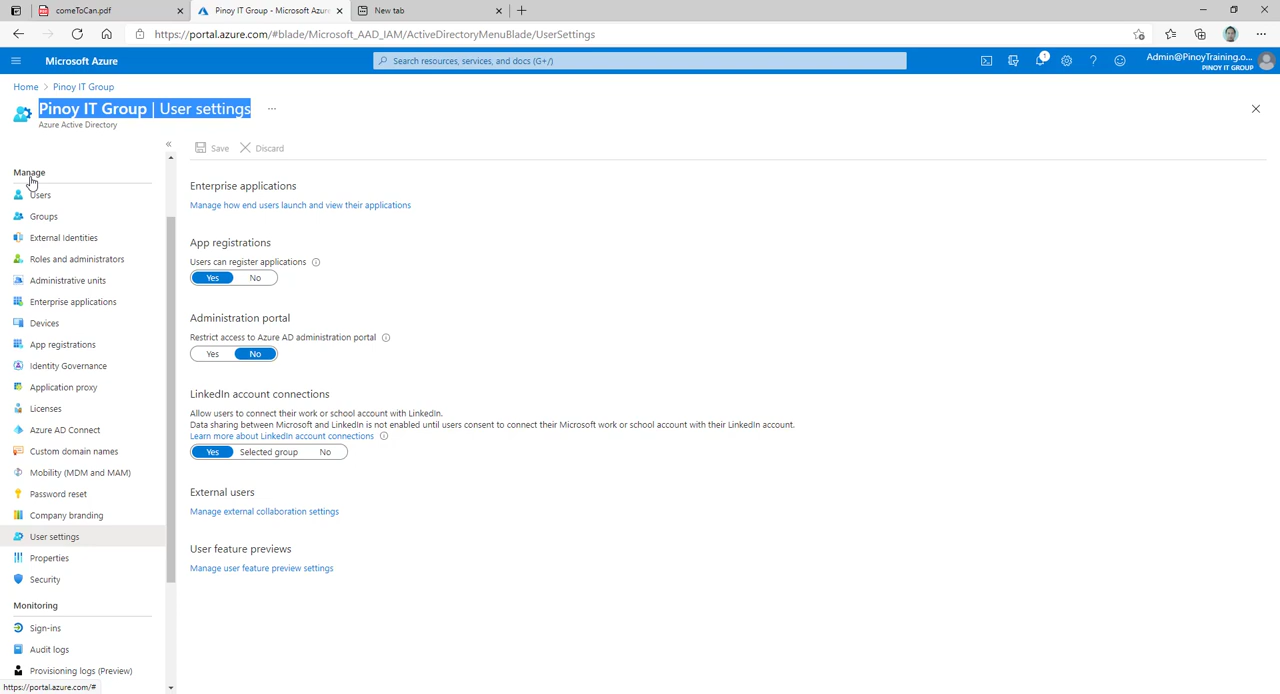 comeToCan.pdf
Pinoy IT Group - Microsoft Azure
New tab
https://portal.azure.com/#blade/Microsoft_AAD_IAM/ActiveDirectoryMenuBlade/UserSettings
Microsoft Azure
Search resources, services, and docs (G+/)
1
Admin@PinoyTraining.o...
PINOY IT GROUP
Home > Pinoy IT Group
Pinoy IT Group | User settings ...
Azure Active Directory
Save Discard
Manage
Users
Groups
External Identities
Roles and administrators
Administrative units
Enterprise applications
Devices
App registrations
Identity Governance
Application proxy
Licenses
Azure AD Connect
Custom domain names
Mobility (MDM and MAM)
Password reset
Company branding
User settings
Properties
Security
Monitoring
Sign-ins
Audit logs
Provisioning logs (Preview)
https://portal.azure.com/#
Enterprise applications
Manage how end users launch and view their applications
App registrations
Users can register applications
Yes No
Administration portal
Restrict access to Azure AD administration portal
Yes No
LinkedIn account connections
Allow users to connect their work or school account with LinkedIn.
Data sharing between Microsoft and LinkedIn is not enabled until users consent to connect their Microsoft work or school account with their LinkedIn account.
Learn more about LinkedIn account connections
Yes Selected group No
External users
Manage external collaboration settings
User feature previews
Manage user feature preview settings